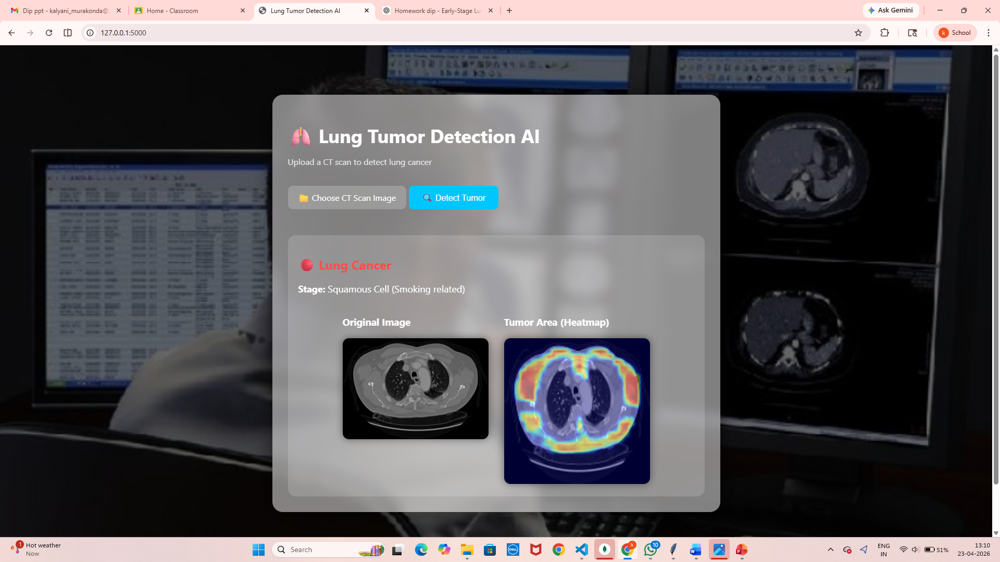 Dip ppt - kalyani_murakonda@
Home - Classroom
Lung Tumor Detection AI
Homework dip - Early-Stage Lu
Ask Gemini
127.0.0.1:5000
k School
🫁 Lung Tumor Detection AI
Upload a CT scan to detect lung cancer
📁 Choose CT Scan Image
🔍 Detect Tumor
🔴 Lung Cancer
Stage: Squamous Cell (Smoking related)
Original Image
Tumor Area (Heatmap)
1
Hot weather
Now
Search
DELL
k
10
ENG
IN
51%
13:10
23-04-2026